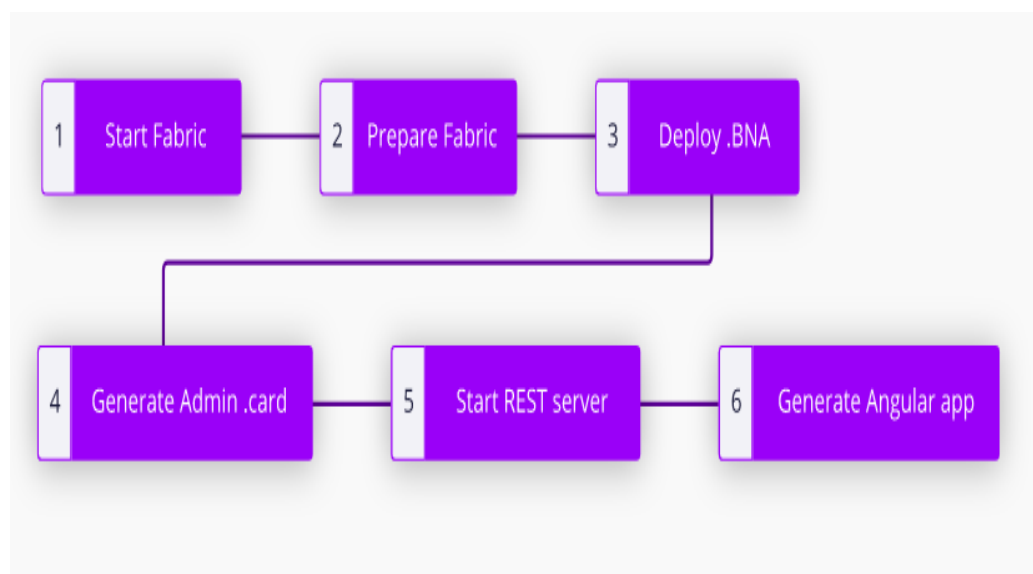 1 Start Fabric
2 Prepare Fabric
3 Deploy .BNA
4 Generate Admin .card
5 Start REST server
6 Generate Angular app